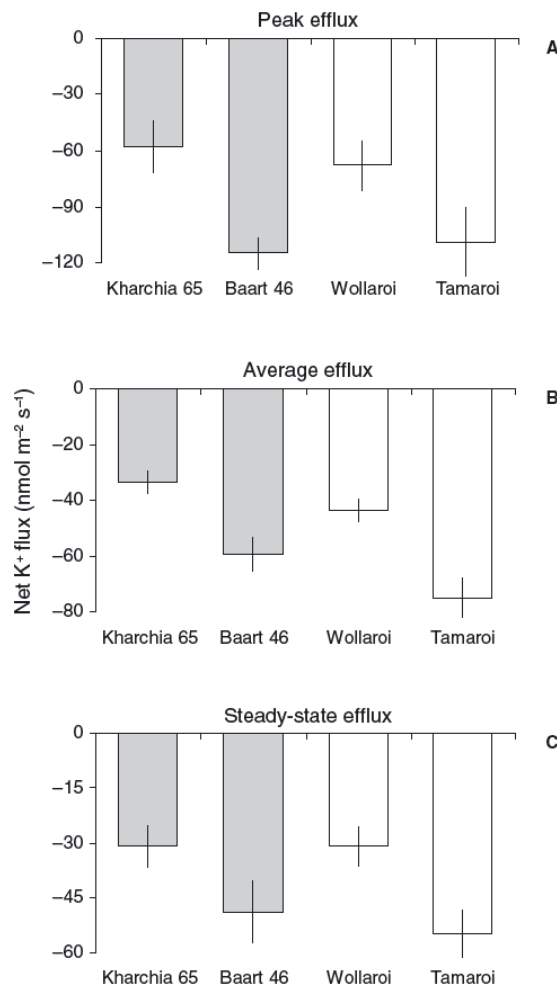 Peak efflux
A
0
−30
−60
−90
−120
Kharchia 65 Baart 46 Wollaroi Tamaroi
Average efflux
B
0
−20
−40
−60
−80
Kharchia 65 Baart 46 Wollaroi Tamaroi
Net K⁺ flux (nmol m⁻² s⁻¹)
Steady-state efflux
C
0
−15
−30
−45
−60
Kharchia 65 Baart 46 Wollaroi Tamaroi